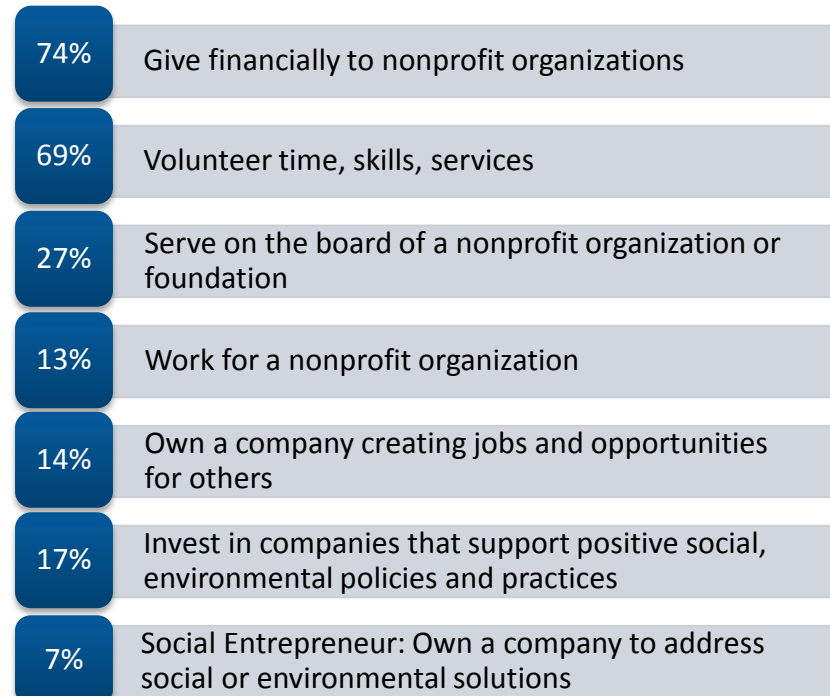 74%
Give financially to nonprofit organizations
69%
Volunteer time, skills, services
27%
Serve on the board of a nonprofit organization or
foundation
13%
Work for a nonprofit organization
14%
Own a company creating jobs and opportunities
for others
17%
Invest in companies that support positive social,
environmental policies and practices
7%
Social Entrepreneur: Own a company to address
social or environmental solutions